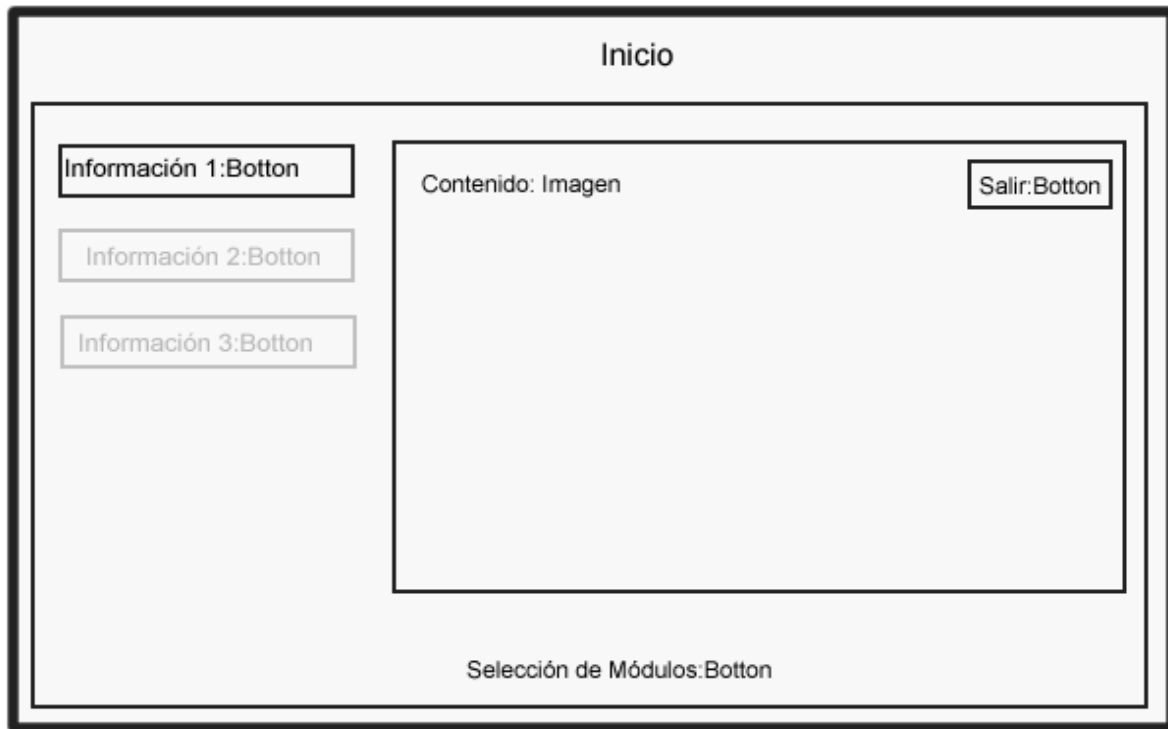 Inicio
Información 1:Botton
Contenido: Imagen
Salir:Botton
Información 2:Botton
Información 3:Botton
Selección de Módulos:Botton